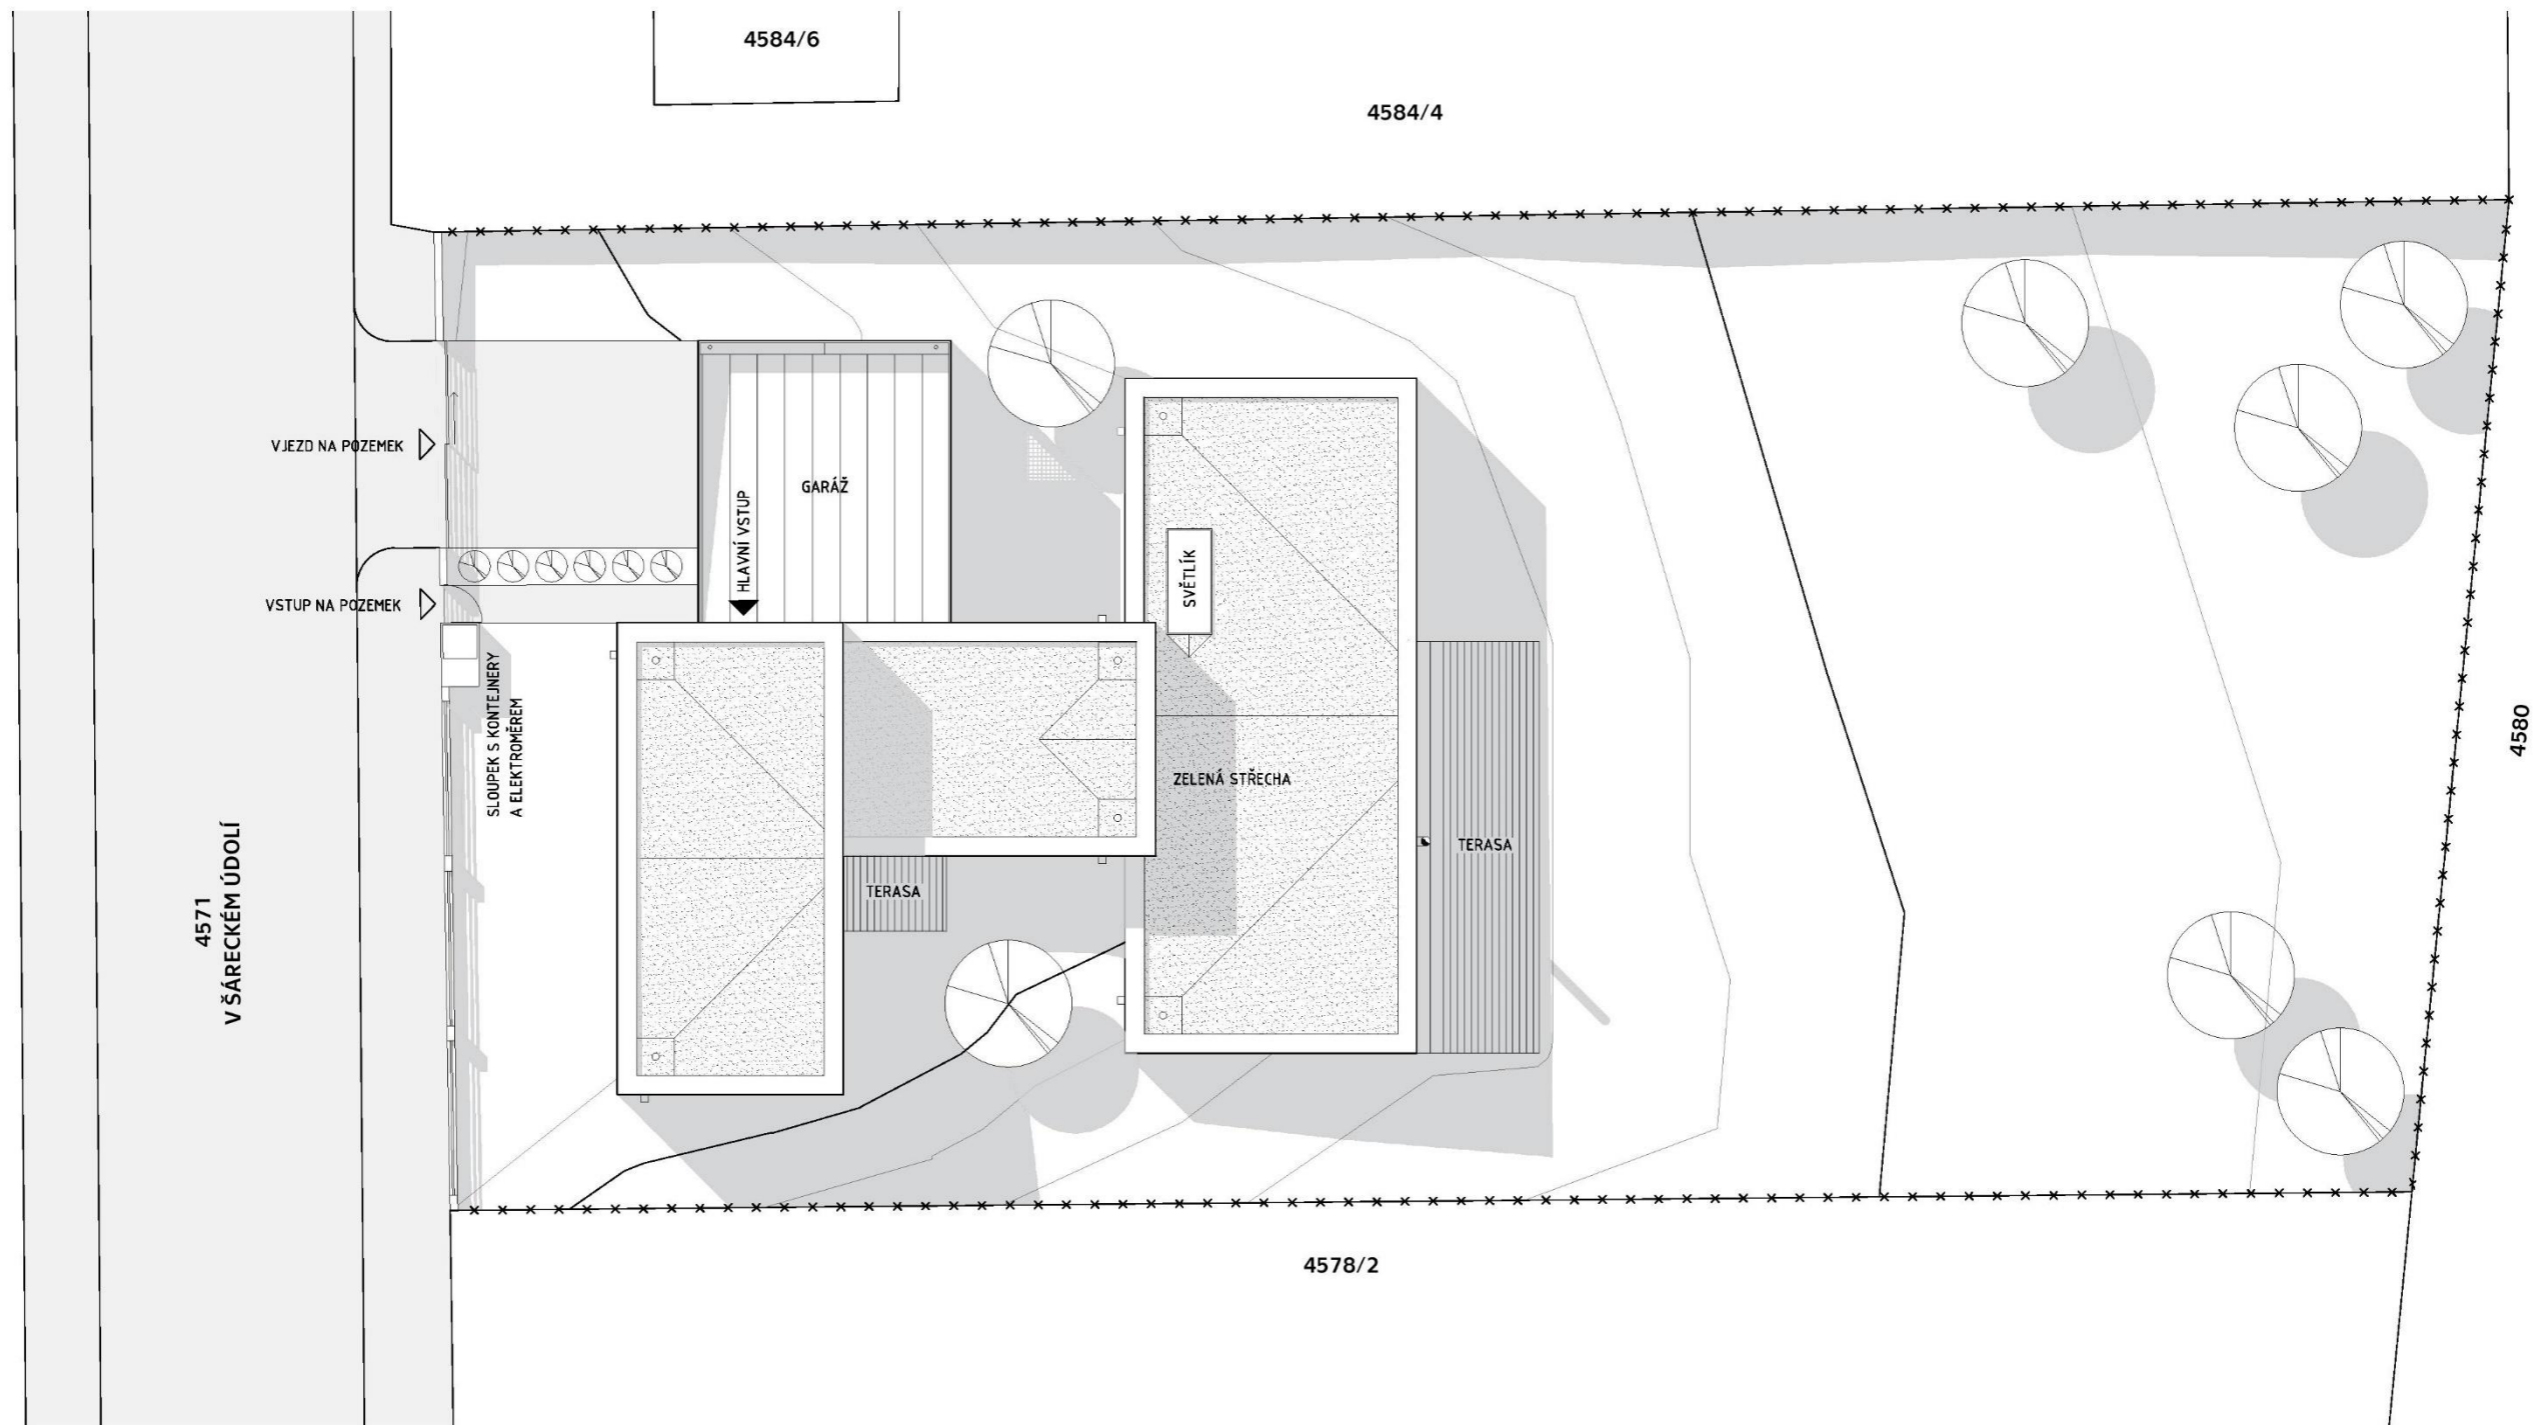 4584/6
4584/4
VJEZD NA POZEMEK
GARÁŽ
HLAVNÍ VSTUP
SVĚTLÍK
VSTUP NA POZEMEK
SLOUPEK S KONTEJNERY
A ELEKTROMĚREM
4580
ZELENÁ STŘECHA
TERASA
TERASA
4571
V ŠÁRECKÉM ÚDOLÍ
4578/2